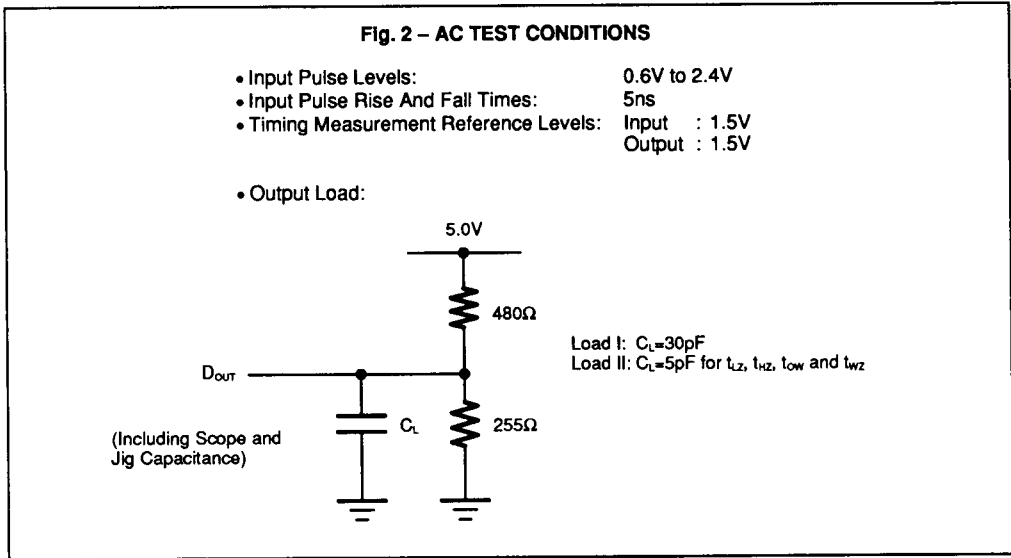 Fig. 2 – AC TEST CONDITIONS
• Input Pulse Levels: 0.6V to 2.4V
• Input Pulse Rise And Fall Times: 5ns
• Timing Measurement Reference Levels: Input : 1.5V
Output : 1.5V
• Output Load:
5.0V
480Ω
Load I: CL=30pF
Load II: CL=5pF for tLZ, tHZ, tOW and tWZ
DOUT
CL
255Ω
(Including Scope and
Jig Capacitance)